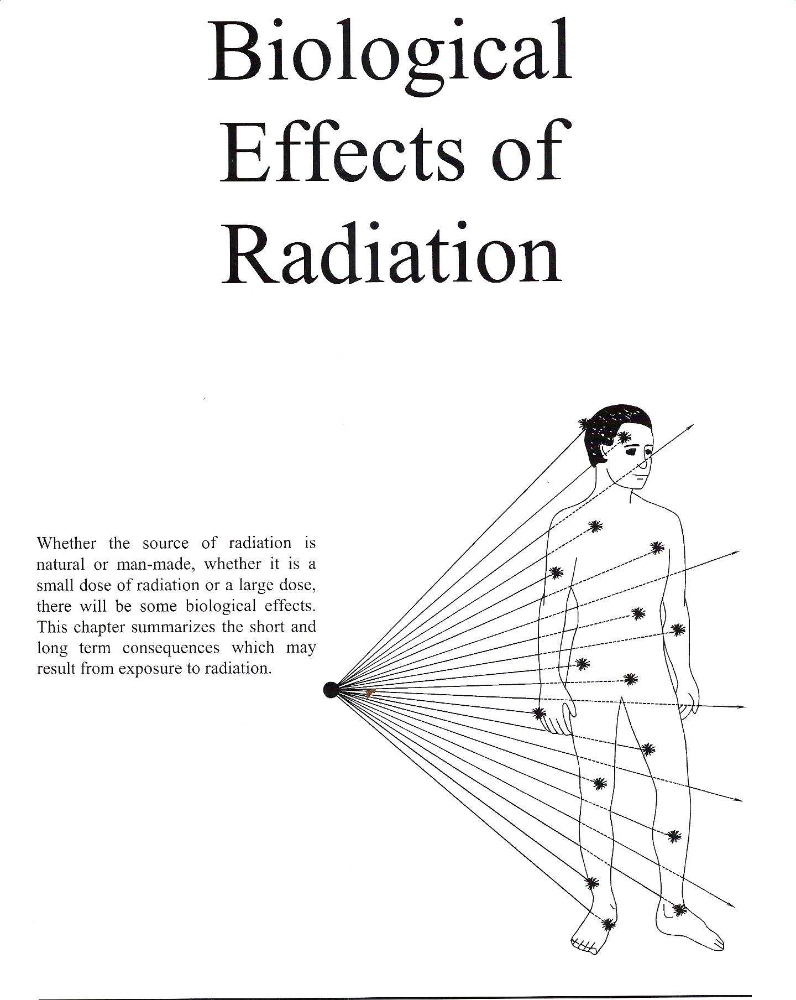 Biological
Effects of
Radiation
Whether the source of radiation is
natural or man-made, whether it is a
small dose of radiation or a large dose,
there will be some biological effects.
This chapter summarizes the short and
long term consequences which may
result from exposure to radiation.